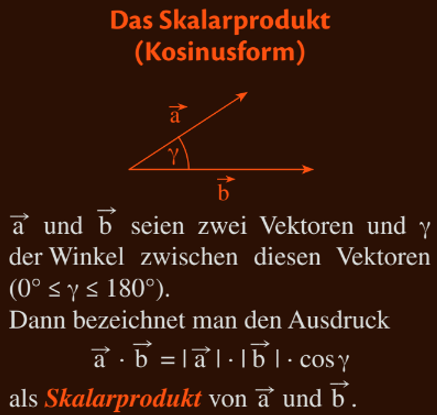 Das Skalarprodukt
(Kosinusform)
a⃗
γ
b⃗
a⃗ und b⃗ seien zwei Vektoren und γ
der Winkel zwischen diesen Vektoren
(0° ≤ γ ≤ 180°).
Dann bezeichnet man den Ausdruck
a⃗ · b⃗ = | a⃗ | · | b⃗ | · cos γ
als Skalarprodukt von a⃗ und b⃗ .